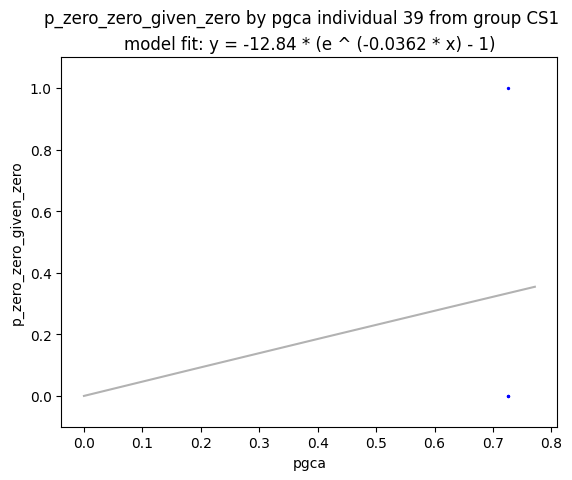 p_zero_zero_given_zero by pgca individual 39 from group CS1
model fit: y = -12.84 * (e ^ (-0.0362 * x) - 1)
1.0
0.8
0.6
0.4
0.2
0.0
p_zero_zero_given_zero
0.0 0.1 0.2 0.3 0.4 0.5 0.6 0.7 0.8
pgca